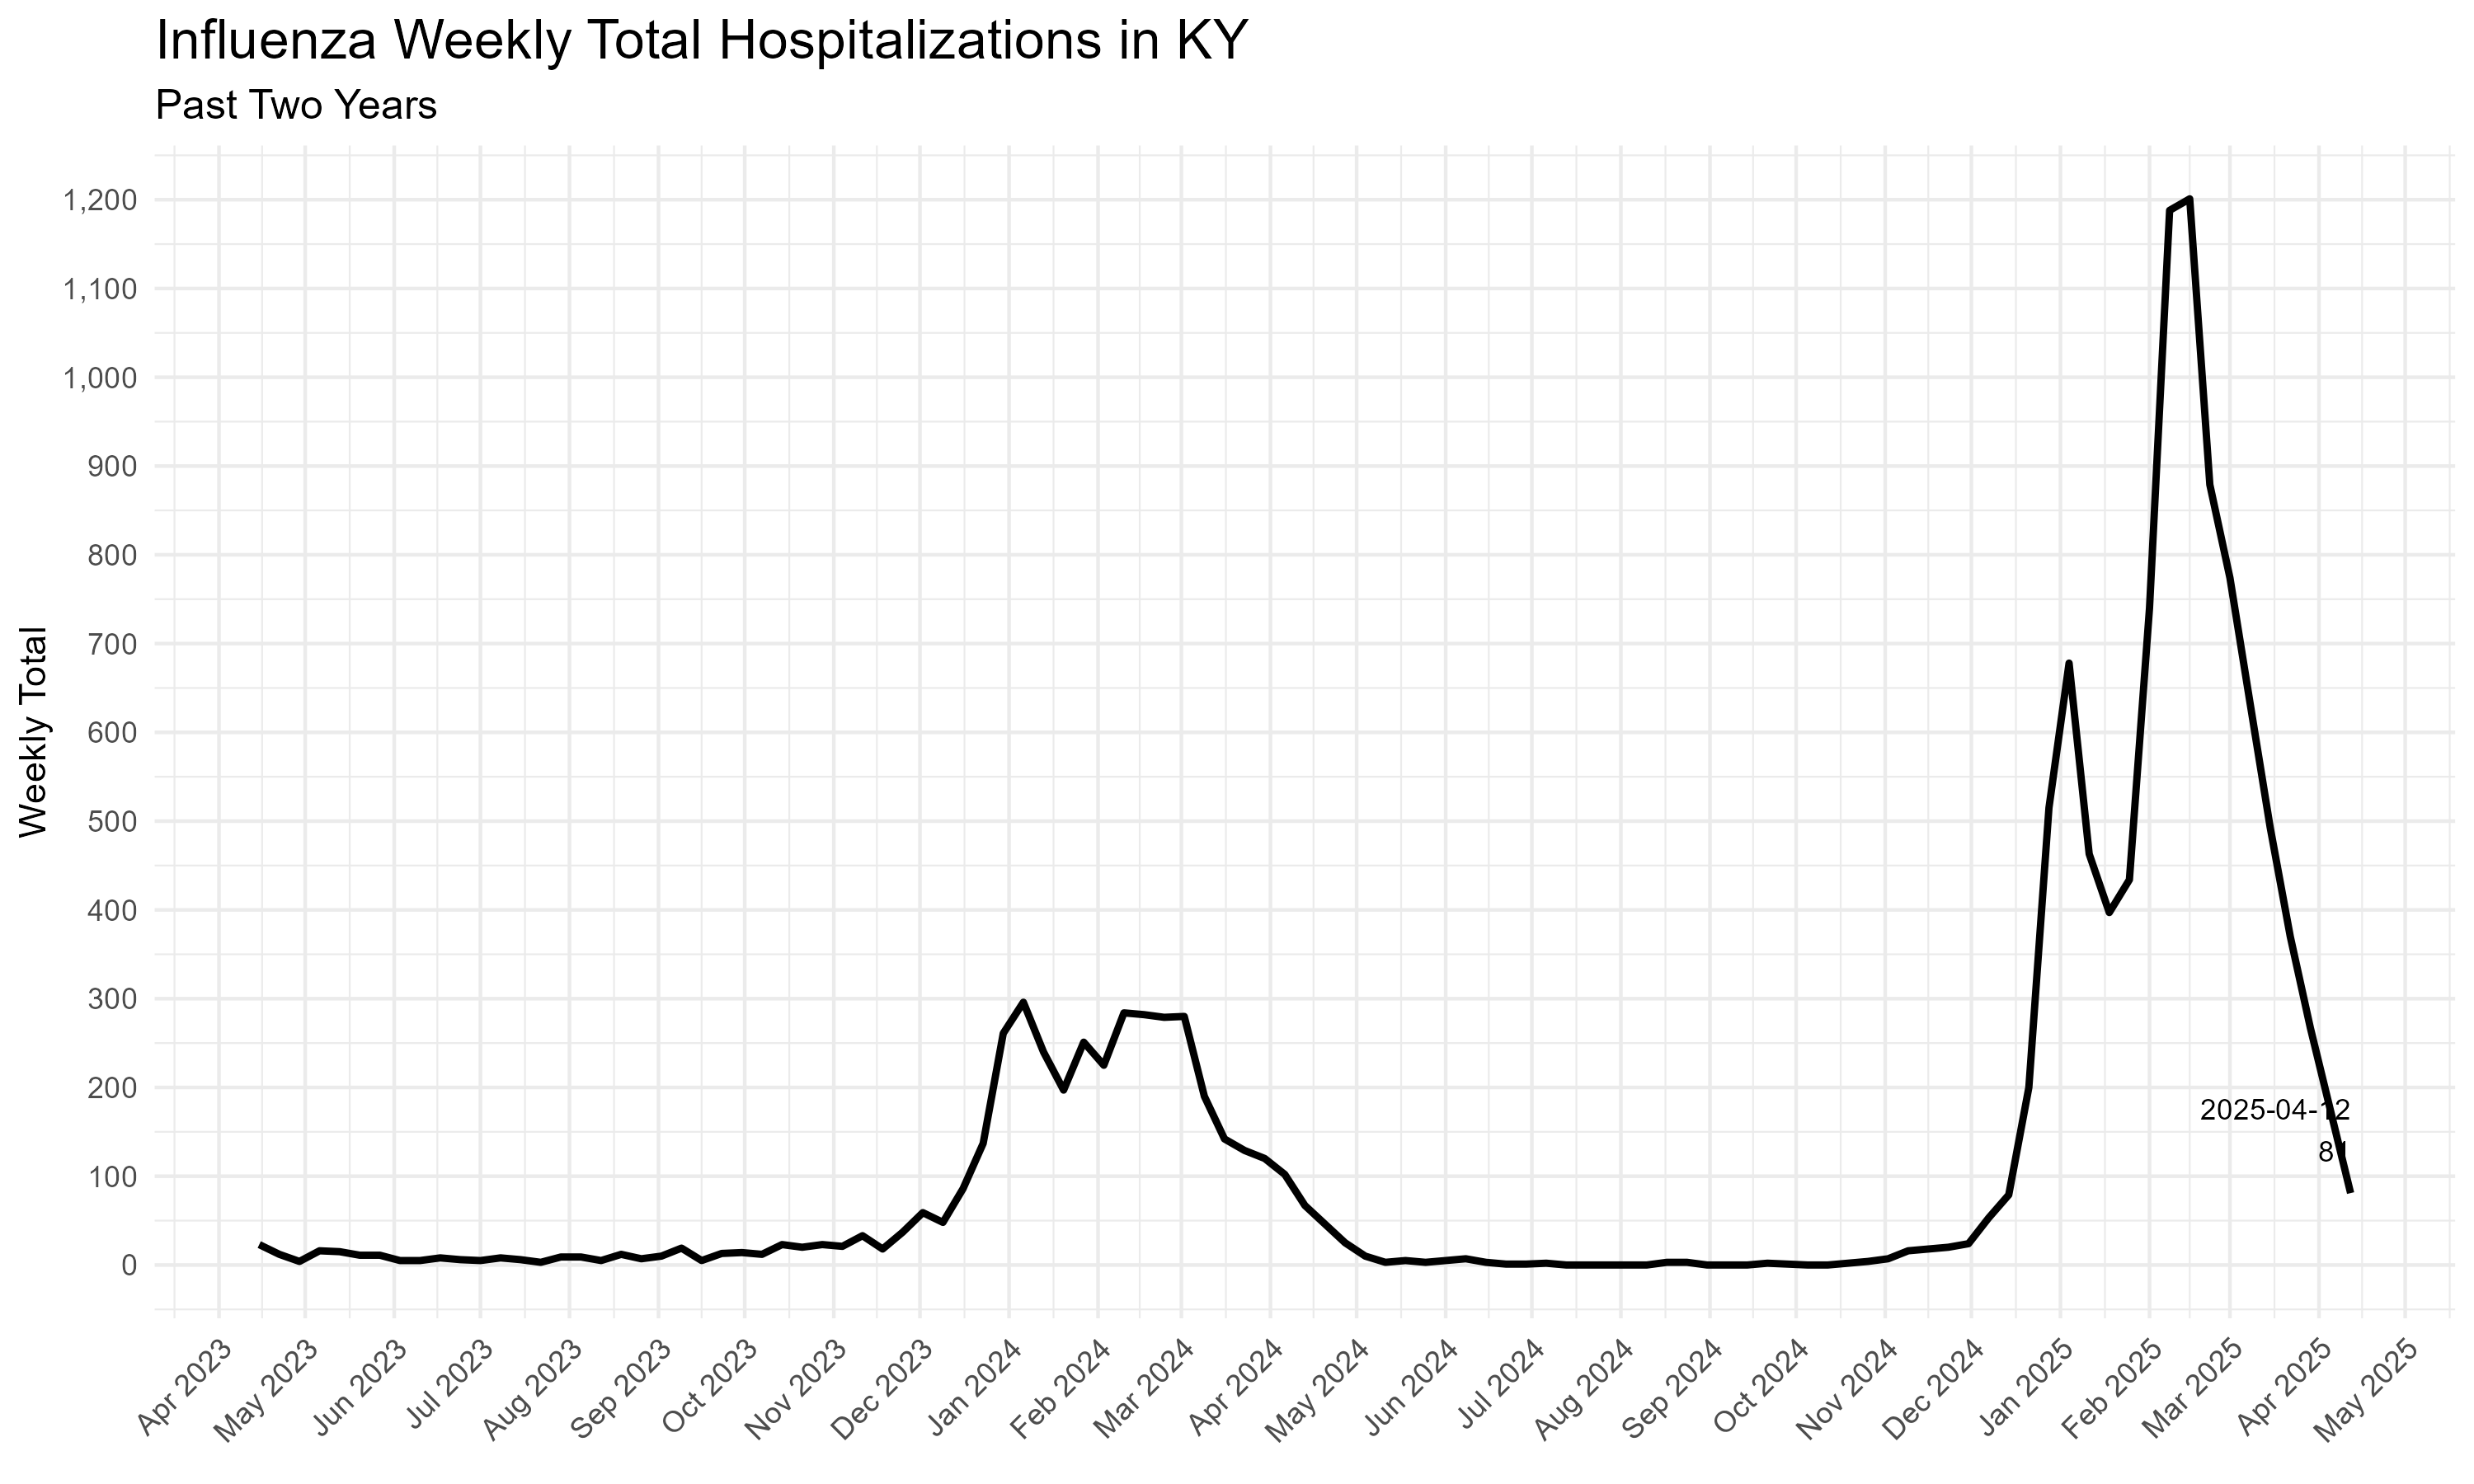 Influenza Weekly Total Hospitalizations in KY
Past Two Years
Weekly Total
1,200
1,100
1,000
900
800
700
600
500
400
300
200
100
0
2025-04-12
81
Apr 2023
May 2023
Jun 2023
Jul 2023
Aug 2023
Sep 2023
Oct 2023
Nov 2023
Dec 2023
Jan 2024
Feb 2024
Mar 2024
Apr 2024
May 2024
Jun 2024
Jul 2024
Aug 2024
Sep 2024
Oct 2024
Nov 2024
Dec 2024
Jan 2025
Feb 2025
Mar 2025
Apr 2025
May 2025